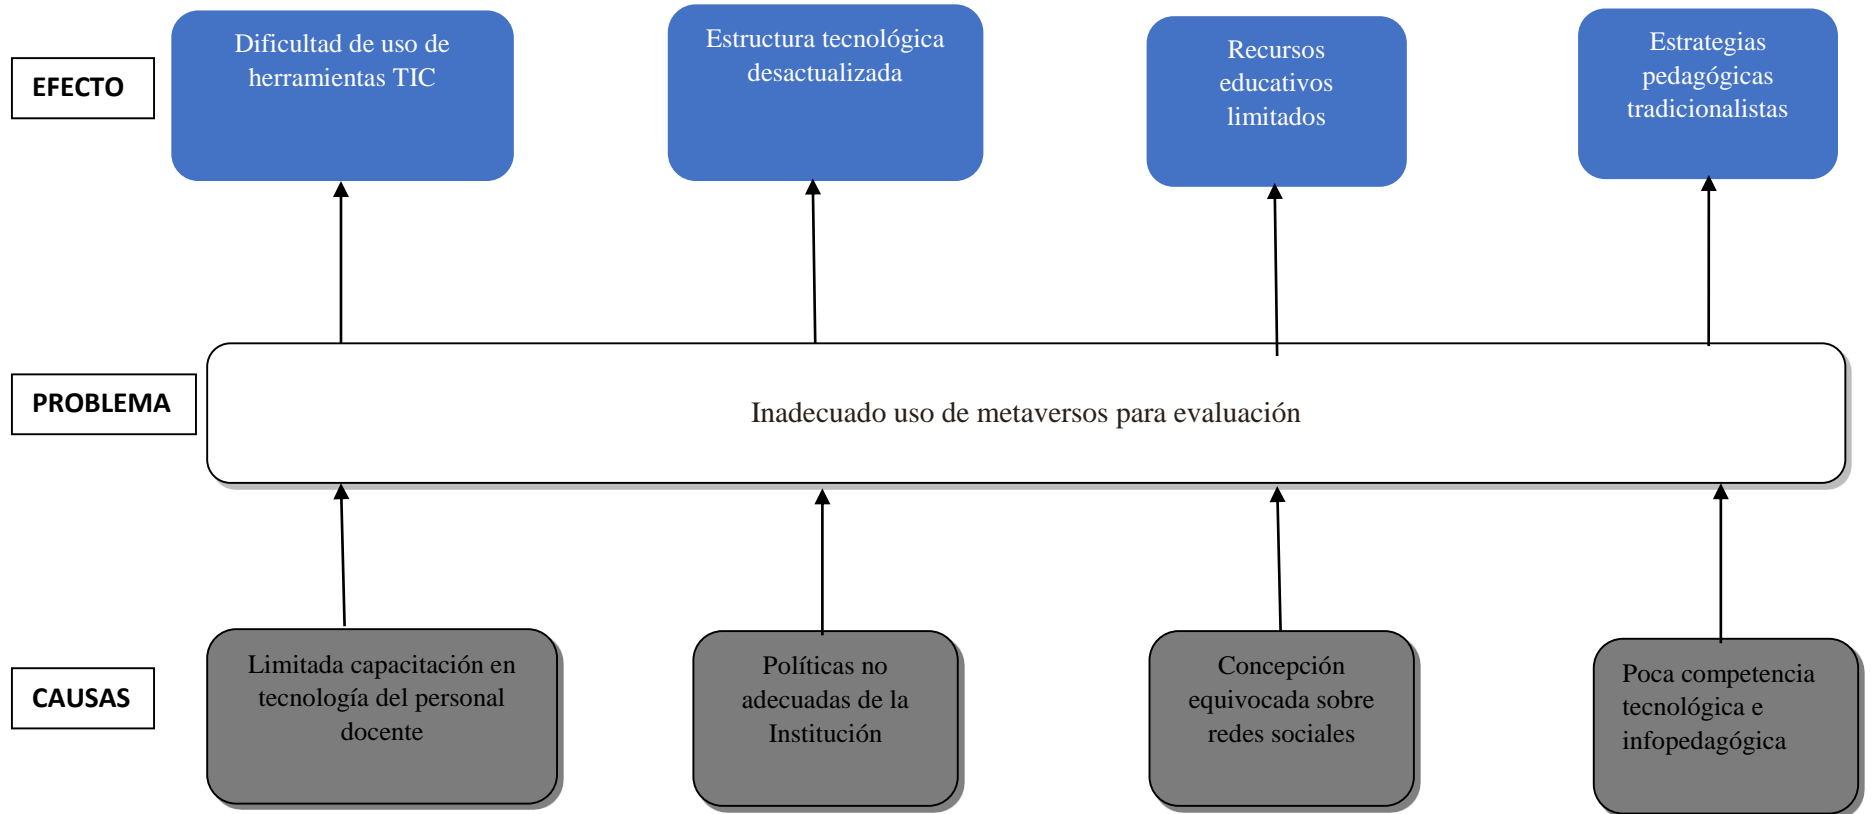 EFECTO
Dificultad de uso de
herramientas TIC
Estructura tecnológica
desactualizada
Recursos
educativos
limitados
Estrategias
pedagógicas
tradicionalistas
PROBLEMA
Inadecuado uso de metaversos para evaluación
CAUSAS
Limitada capacitación en
tecnología del personal
docente
Políticas no
adecuadas de la
Institución
Concepción
equivocada sobre
redes sociales
Poca competencia
tecnológica e
infopedagógica